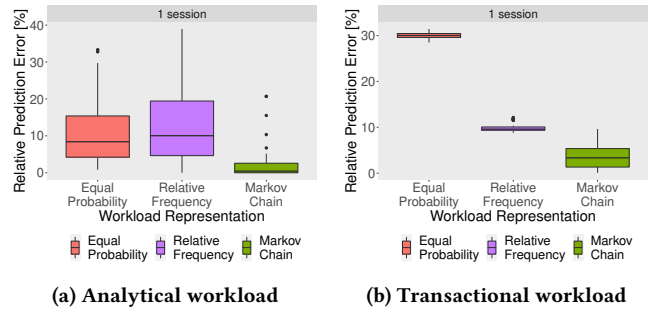 1 session
Relative Prediction Error [%]
40
30
20
10
0
Equal
Probability
Relative
Frequency
Markov
Chain
Workload Representation
Equal
Probability
Relative
Frequency
Markov
Chain
(a) Analytical workload
1 session
Relative Prediction Error [%]
30
20
10
0
Equal
Probability
Relative
Frequency
Markov
Chain
Workload Representation
Equal
Probability
Relative
Frequency
Markov
Chain
(b) Transactional workload